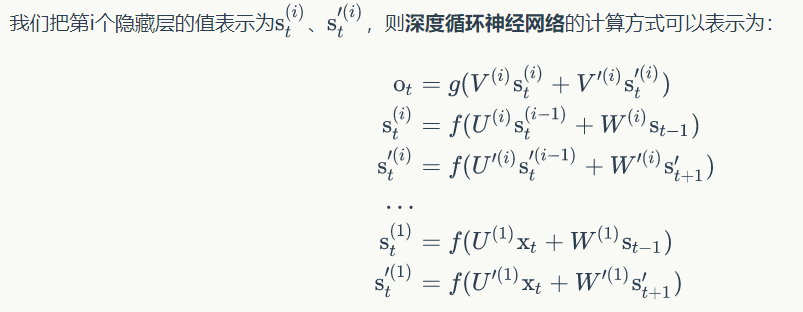 我们把第i个隐藏层的值表示为$\mathrm{s}_t^{(i)}$、$\mathrm{s}_t'^{(i)}$，则深度循环神经网络的计算方式可以表示为：
$\mathrm{o}_t = g(V^{(i)}\mathrm{s}_t^{(i)} + V'^{(i)}\mathrm{s}_t'^{(i)})$
$\mathrm{s}_t^{(i)} = f(U^{(i)}\mathrm{s}_t^{(i-1)} + W^{(i)}\mathrm{s}_{t-1})$
$\mathrm{s}_t'^{(i)} = f(U'^{(i)}\mathrm{s}_t'^{(i-1)} + W'^{(i)}\mathrm{s}_{t+1}')$
$\cdots$
$\mathrm{s}_t^{(1)} = f(U^{(1)}\mathrm{x}_t + W^{(1)}\mathrm{s}_{t-1})$
$\mathrm{s}_t'^{(1)} = f(U'^{(1)}\mathrm{x}_t + W'^{(1)}\mathrm{s}_{t+1}')$